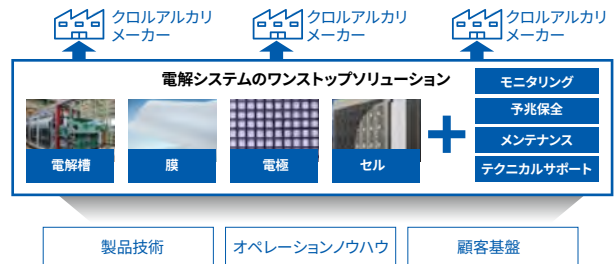 クロルアルカリ
メーカー
クロルアルカリ
メーカー
クロルアルカリ
メーカー
電解システムのワンストップソリューション
電解槽
膜
電極
セル
モニタリング
予兆保全
メンテナンス
テクニカルサポート
製品技術
オペレーションノウハウ
顧客基盤